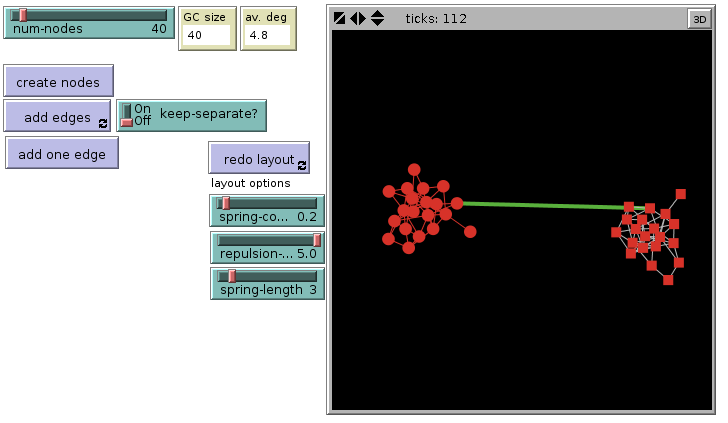 num-nodes 40
GC size
40
av. deg
4.8
ticks: 112
3D
create nodes
add edges
On
Off
keep-separate?
add one edge
redo layout
layout options
spring-co... 0.2
repulsion-... 5.0
spring-length 3